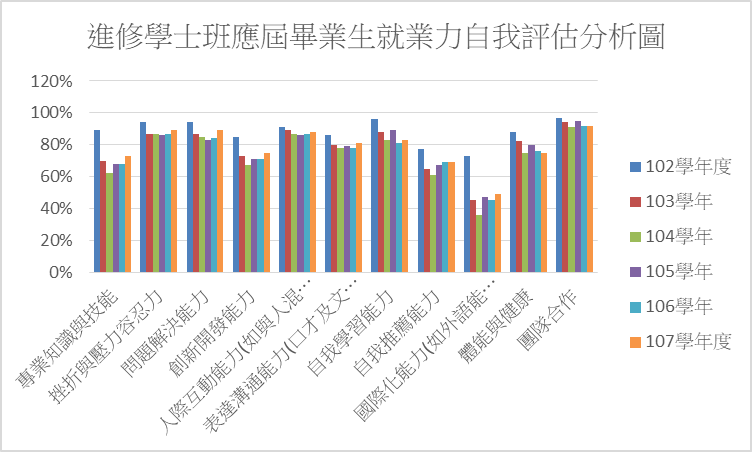 進修學士班應屆畢業生就業力自我評估分析圖
120%
100%
80%
60%
40%
20%
0%
專業知識與技能
挫折與壓力容忍力
問題解決能力
創新開發能力
人際互動能力(如與人混…
表達溝通能力(口才及文…
自我學習能力
自我推薦能力
國際化能力(如外語能…
體能與健康
團隊合作
102學年度
103學年
104學年
105學年
106學年
107學年度